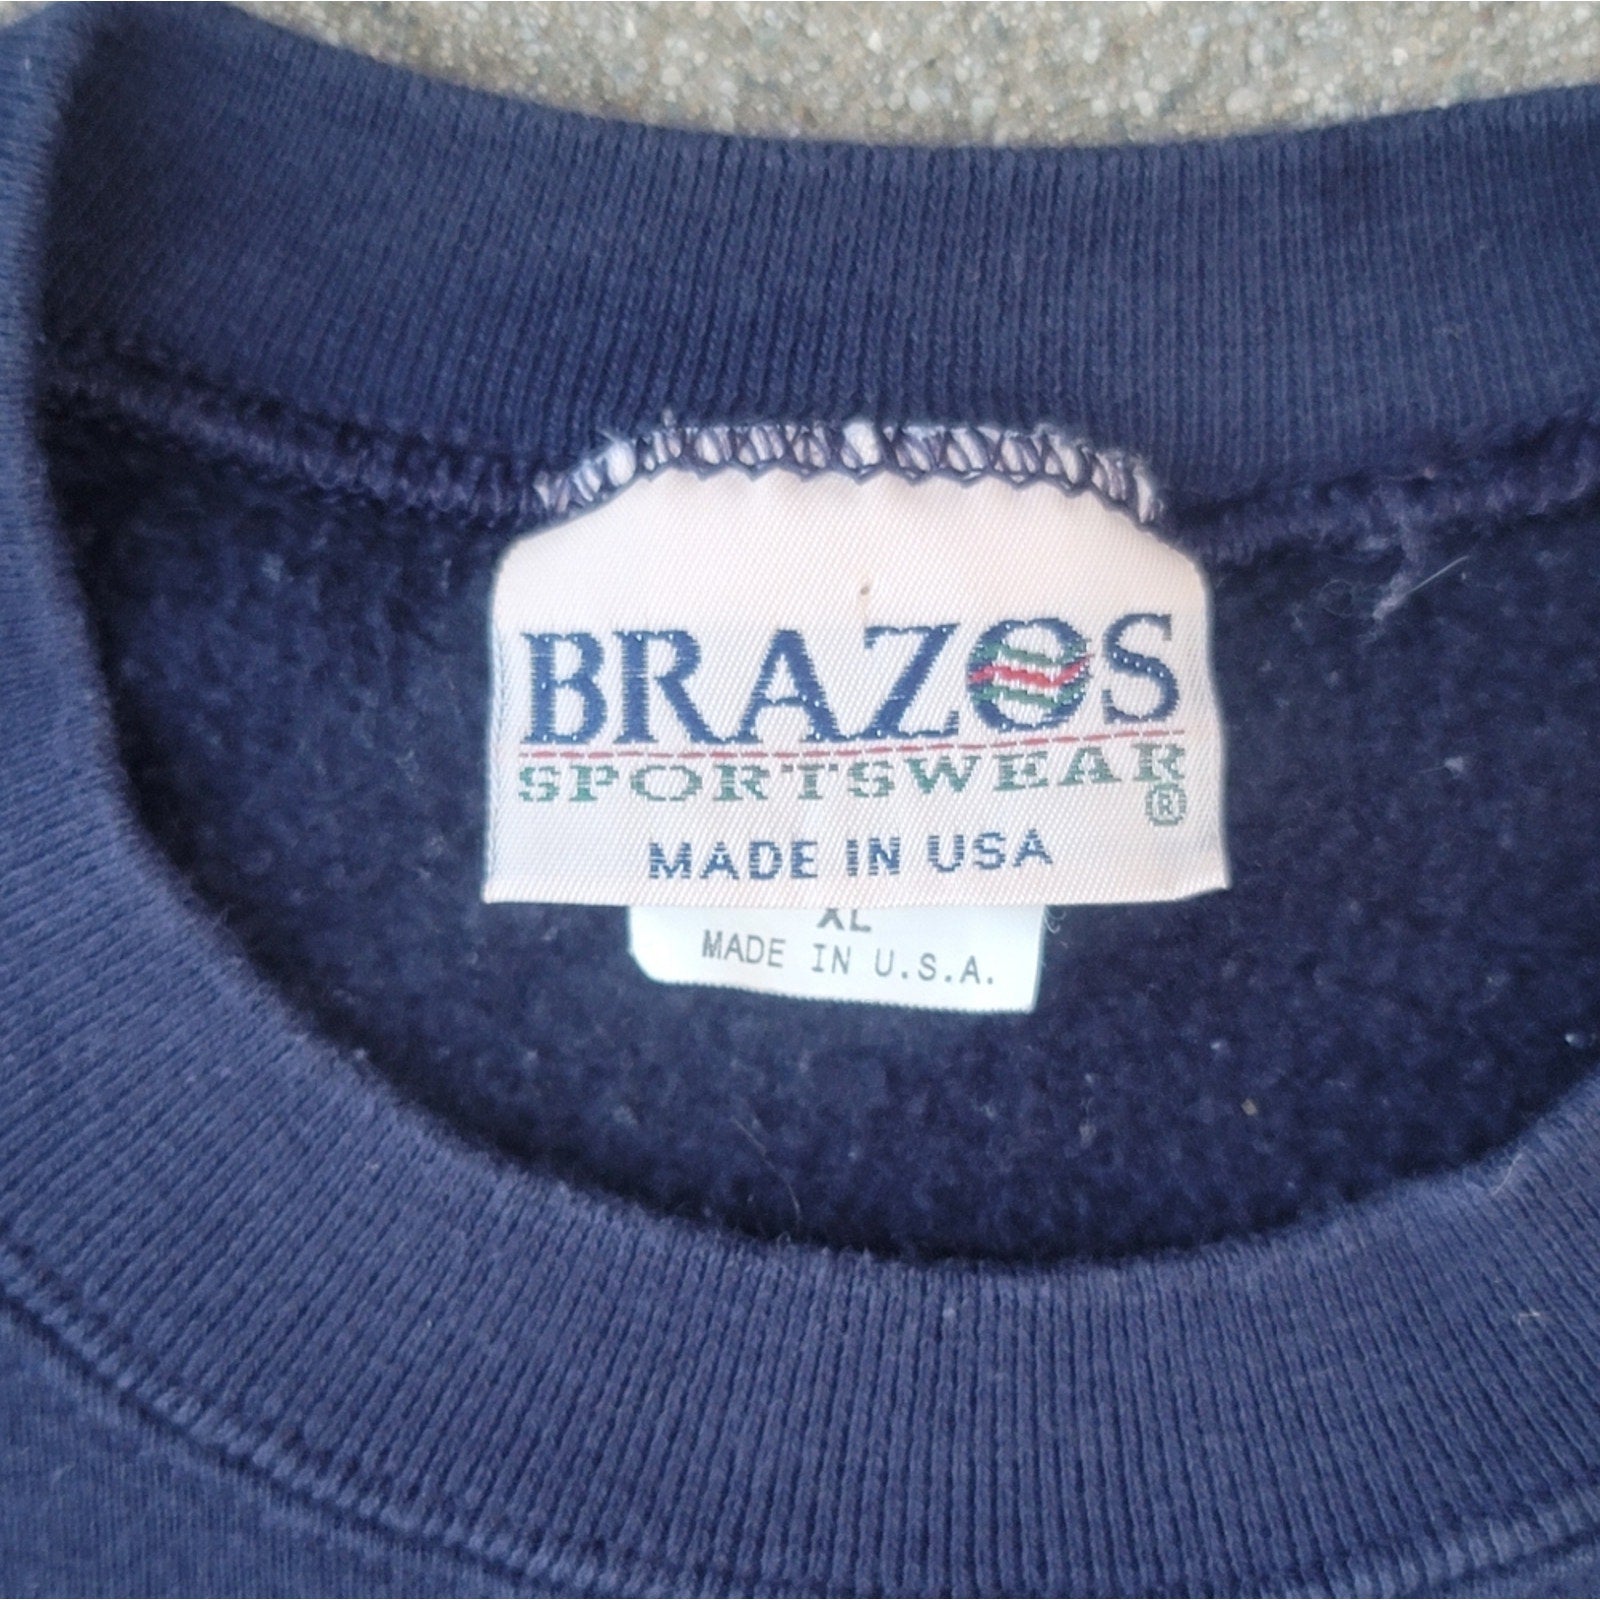 BRAZOS
SPORTSWEAR
®
MADE IN USA
XL
MADE IN U.S.A.